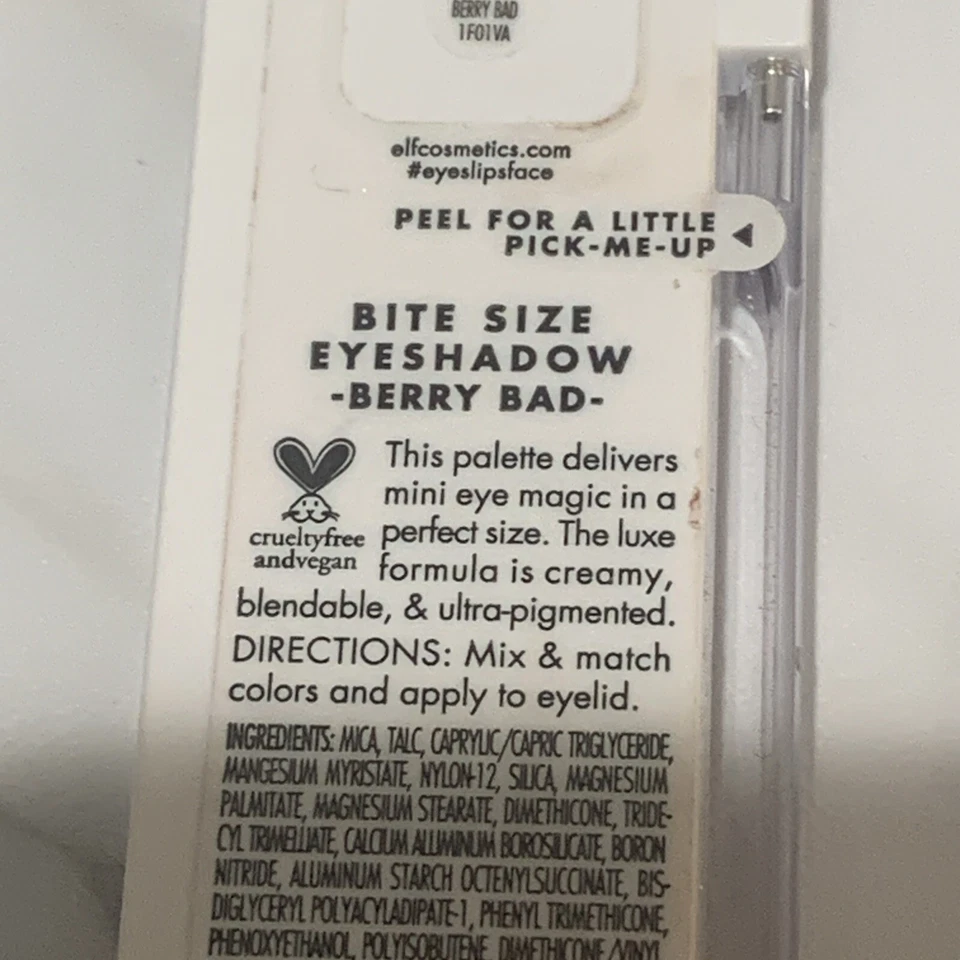 BERRY BAD
1F01VA
elfcosmetics.com
#eyeslipsface
PEEL FOR A LITTLE
PICK-ME-UP
BITE SIZE
EYESHADOW
-BERRY BAD-
crueltyfree
andvegan
This palette delivers
mini eye magic in a
perfect size. The luxe
formula is creamy,
blendable, & ultra-pigmented.
DIRECTIONS: Mix & match
colors and apply to eyelid.
INGREDIENTS: MICA, TALC, CAPRYLIC/CAPRIC TRIGLYCERIDE,
MANGESIUM MYRISTATE, NYLON-12, SILICA, MAGNESIUM
PALMITATE, MAGNESIUM STEARATE, DIMETHICONE, TRIDE-
CYL TRIMELLIATE, CALCIUM ALUMINUM BOROSILICATE, BORON
NITRIDE, ALUMINUM STARCH OCTENYLSUCCINATE, BIS-
DIGLYCERYL POLYACYLADIPATE-1, PHENYL TRIMETHICONE,
PHENOXYETHANOL, POLYISOBUTENE, DIMETHICONE/VINYL